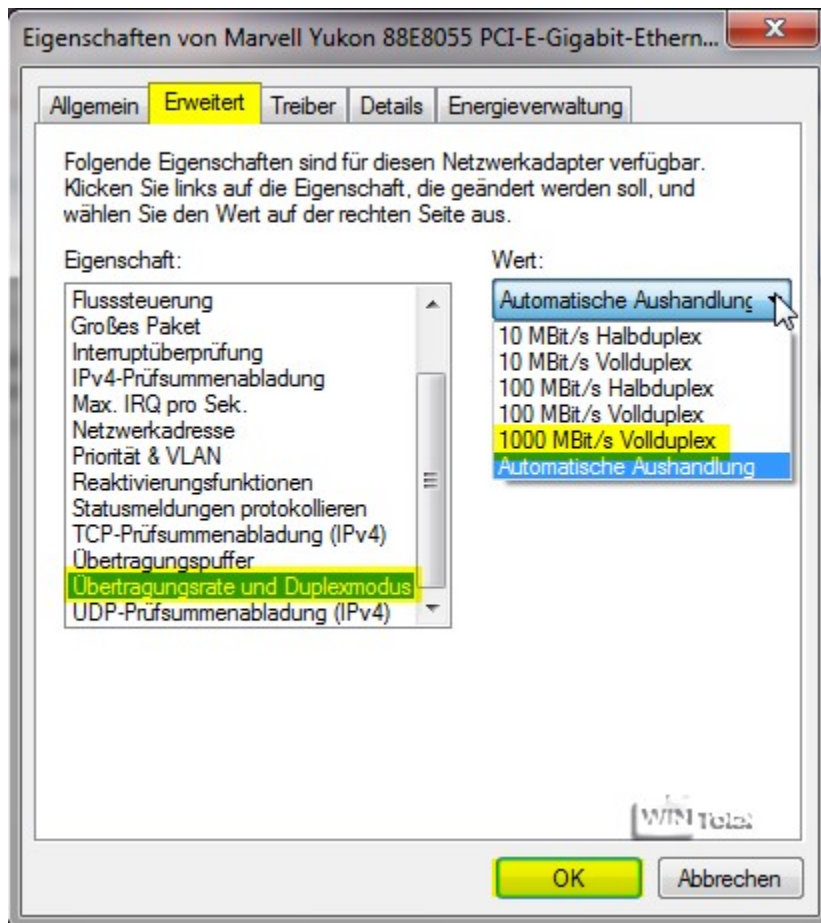 Eigenschaften von Marvell Yukon 88E8055 PCI-E-Gigabit-Ethern...
Allgemein Erweitert Treiber Details Energieverwaltung
Folgende Eigenschaften sind für diesen Netzwerkadapter verfügbar.
Klicken Sie links auf die Eigenschaft, die geändert werden soll, und
wählen Sie den Wert auf der rechten Seite aus.
Eigenschaft:
Flusssteuerung
Großes Paket
Interruptüberprüfung
IPv4-Prüfsummenabladung
Max. IRQ pro Sek.
Netzwerkadresse
Priorität & VLAN
Reaktivierungsfunktionen
Statusmeldungen protokollieren
TCP-Prüfsummenabladung (IPv4)
Übertragungspuffer
Übertragungsrate und Duplexmodus
UDP-Prüfsummenabladung (IPv4)
Wert:
Automatische Aushandlung
10 MBit/s Halbduplex
10 MBit/s Vollduplex
100 MBit/s Halbduplex
100 MBit/s Vollduplex
1000 MBit/s Vollduplex
Automatische Aushandlung
WIN Total
OK Abbrechen